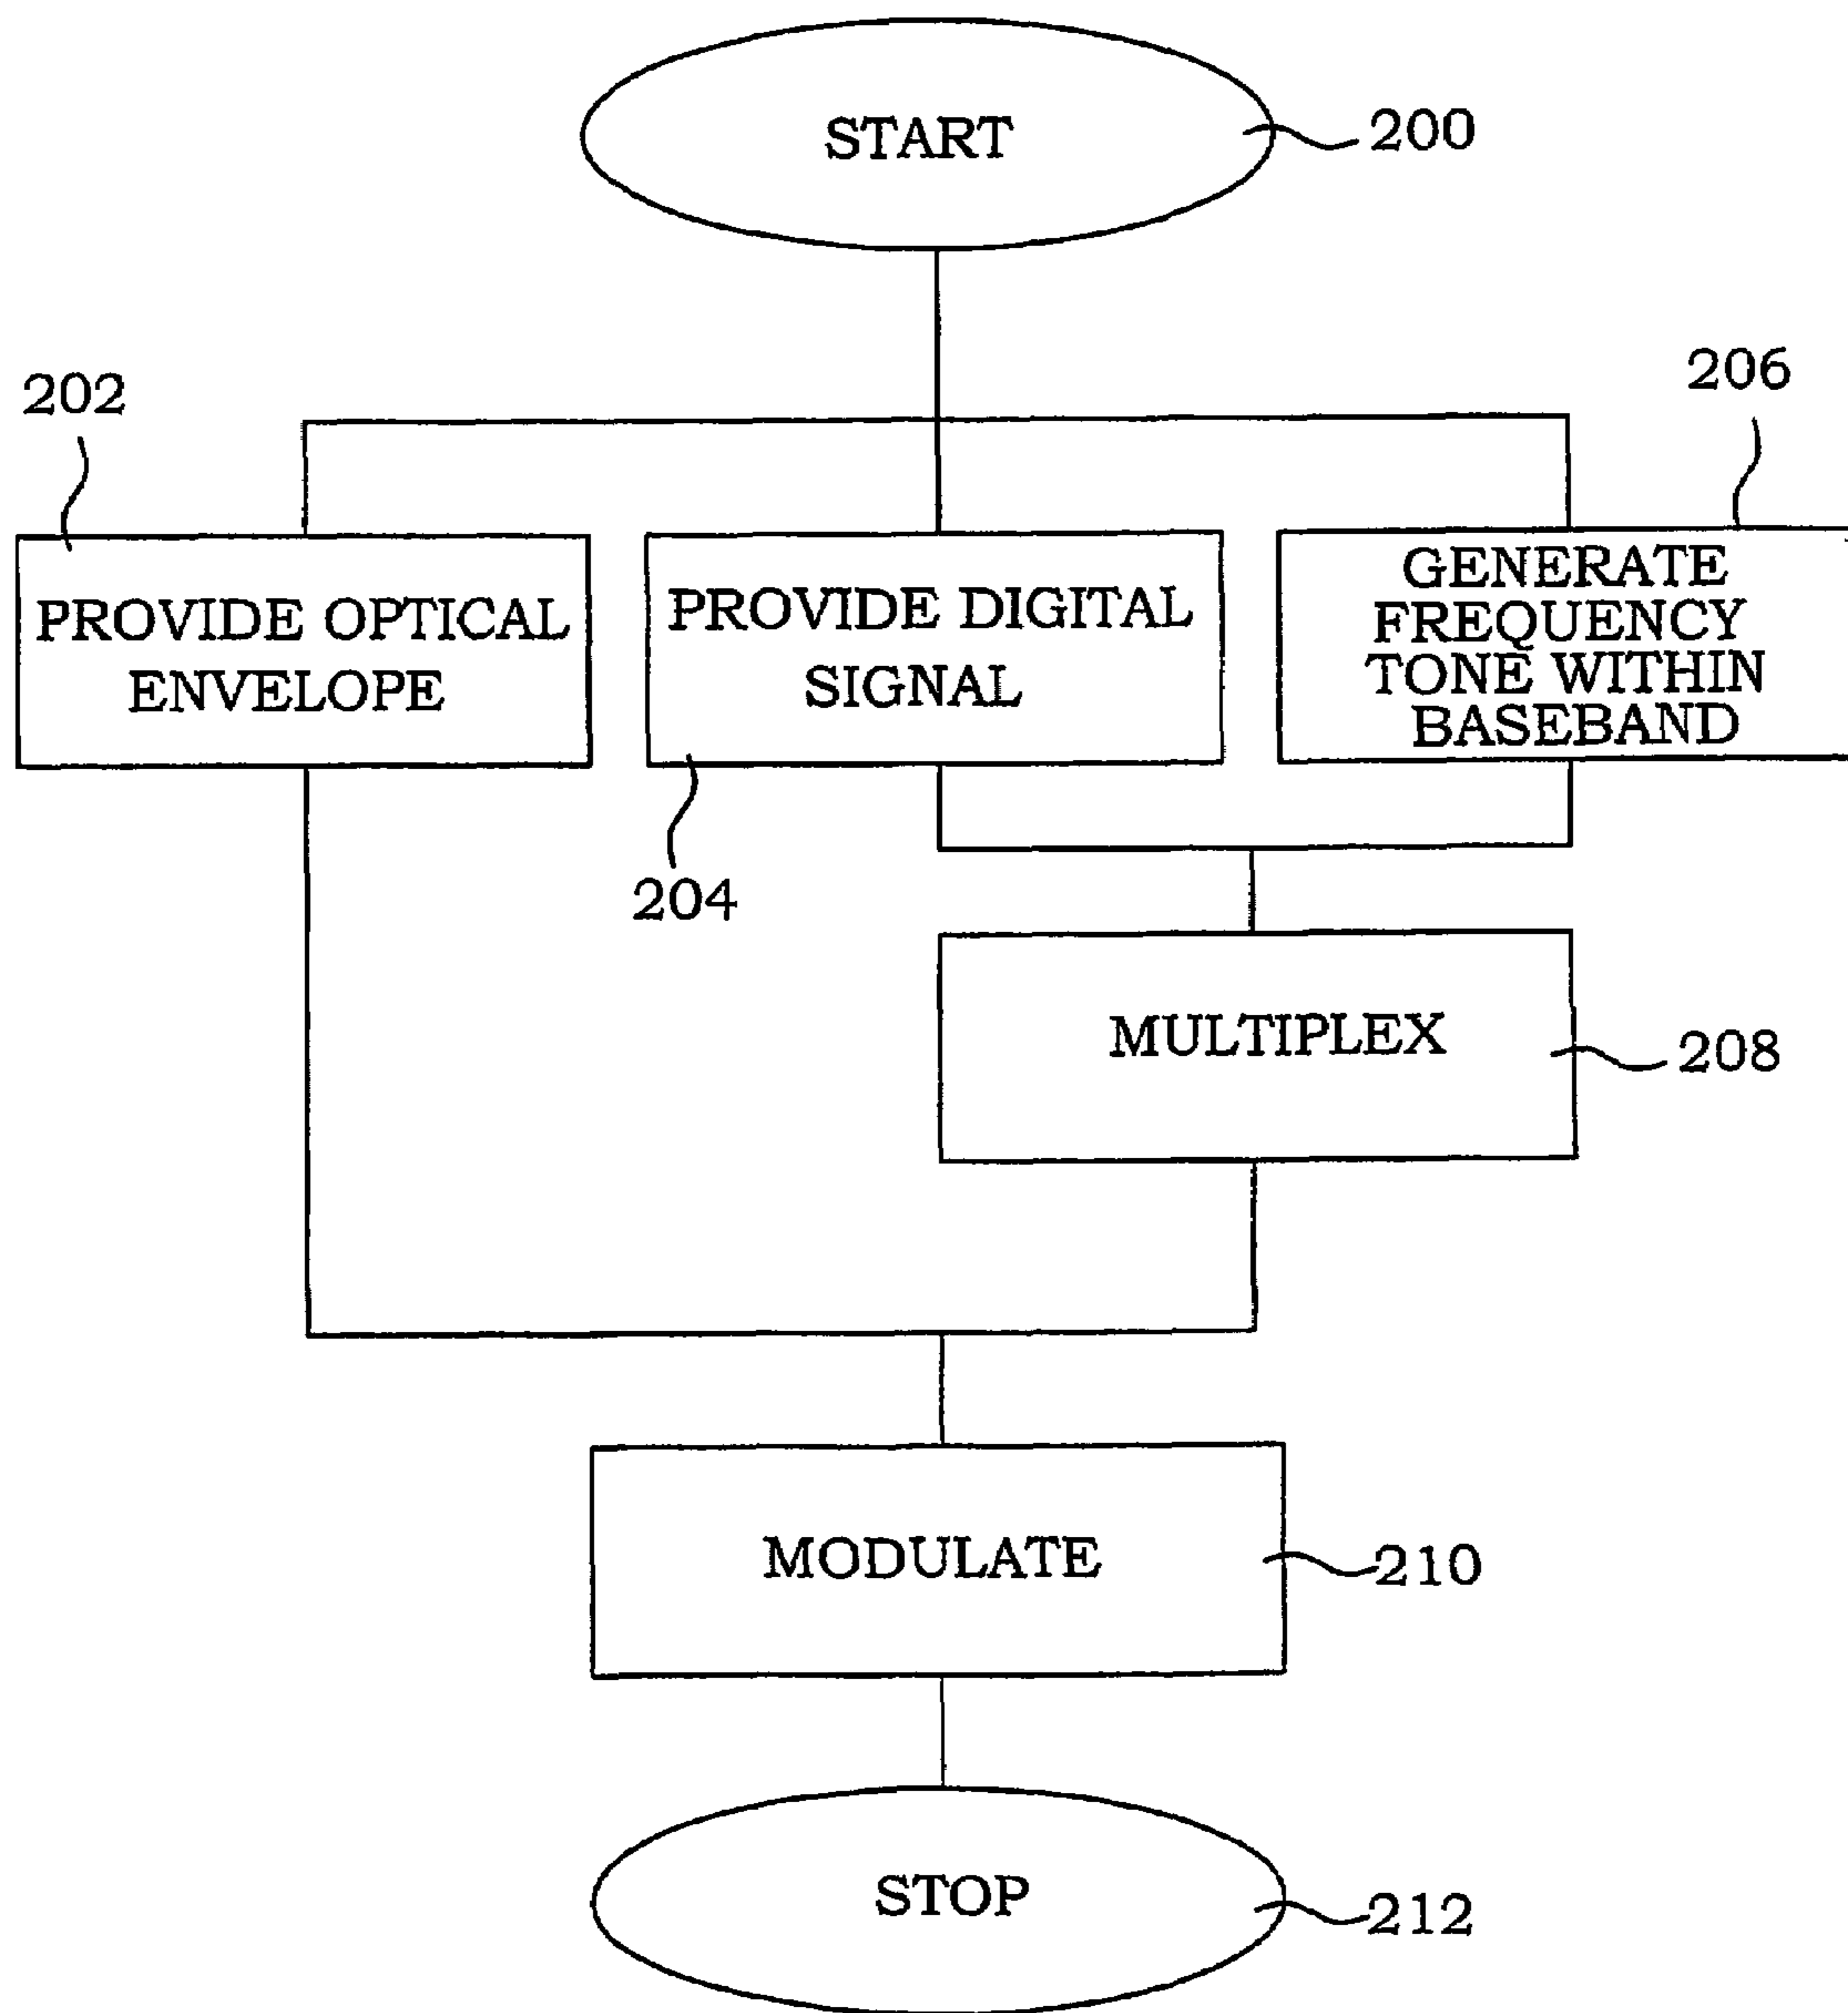 START
200
202
206
PROVIDE OPTICAL
ENVELOPE
PROVIDE DIGITAL
SIGNAL
GENERATE
FREQUENCY
TONE WITHIN
BASEBAND
204
MULTIPLEX
208
MODULATE
210
STOP
212